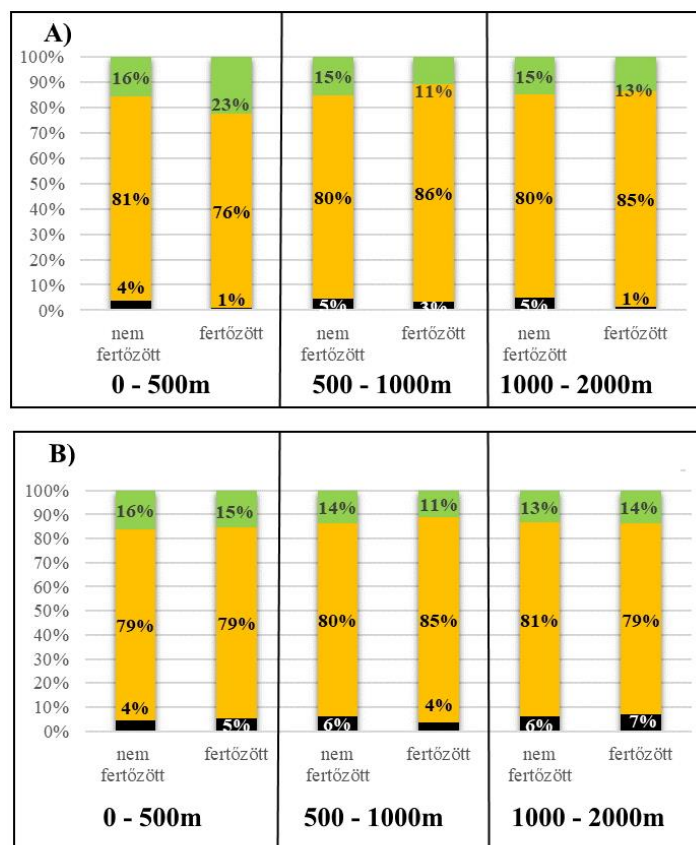 A)
100%
90%
80%
70%
60%
50%
40%
30%
20%
10%
0%
16% 23% 15% 11% 15% 13%
81% 76% 80% 86% 80% 85%
4% 1% 5% 3% 5% 1%
nem fertőzött nem fertőzött nem fertőzött
fertőzött fertőzött fertőzött
0 - 500m 500 - 1000m 1000 - 2000m
B)
100%
90%
80%
70%
60%
50%
40%
30%
20%
10%
0%
16% 15% 14% 11% 13% 14%
79% 79% 80% 85% 81% 79%
4% 5% 6% 4% 6% 7%
nem fertőzött nem fertőzött nem fertőzött
fertőzött fertőzött fertőzött
0 - 500m 500 - 1000m 1000 - 2000m